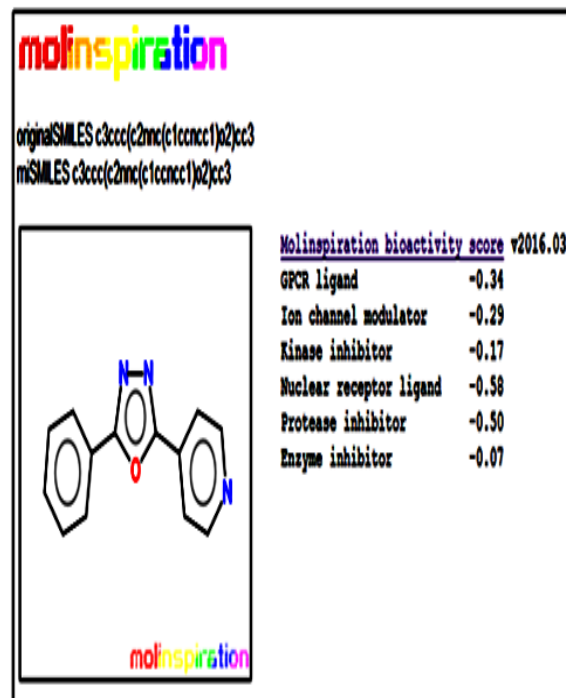 molinspiration
originalSMILES c3ccc(c2nnc(c1ccncc1)o2)cc3
miSMILES c3ccc(c2nnc(c1ccncc1)o2)cc3
Molinspiration bioactivity score v2016.03
GPCR ligand -0.34
Ion channel modulator -0.29
Kinase inhibitor -0.17
Nuclear receptor ligand -0.58
Protease inhibitor -0.50
Enzyme inhibitor -0.07
N N
O
N
molinspiration